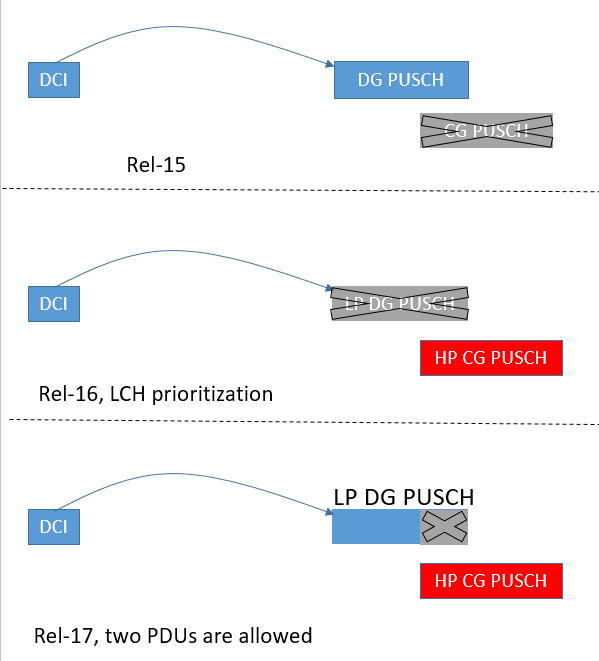 DCI
DG PUSCH
CG PUSCH
Rel-15
DCI
LP DG PUSCH
HP CG PUSCH
Rel-16, LCH prioritization
LP DG PUSCH
DCI
HP CG PUSCH
Rel-17, two PDUs are allowed